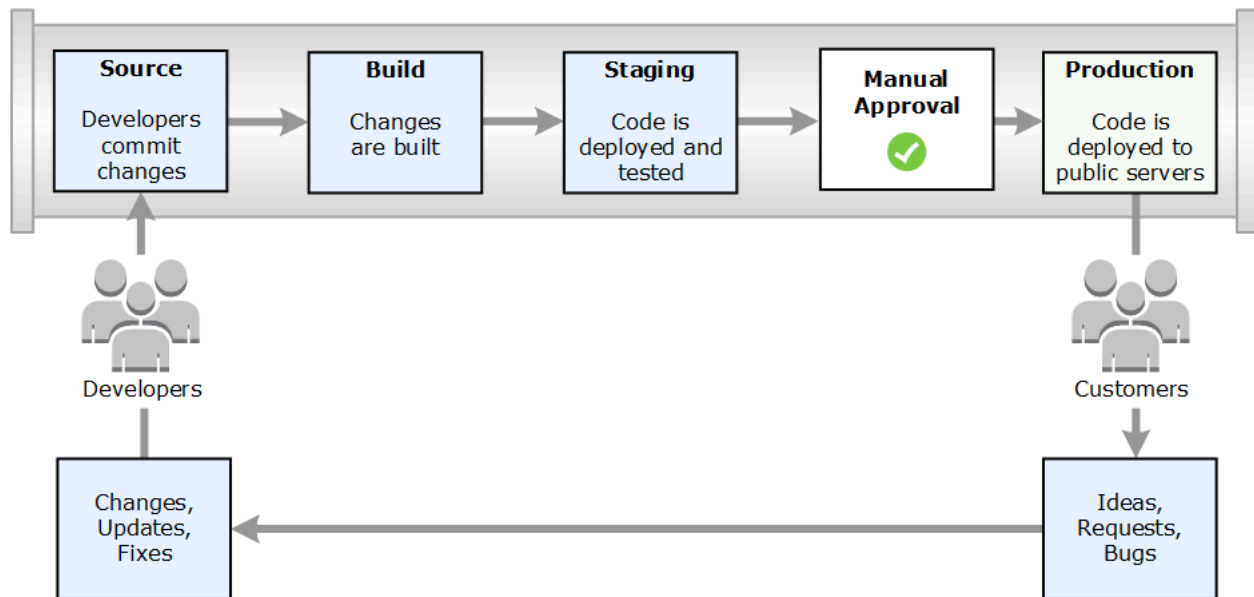 Source
Developers
commit
changes
Build
Changes
are built
Staging
Code is
deployed and
tested
Manual
Approval
Production
Code is
deployed to
public servers
Developers
Customers
Changes,
Updates,
Fixes
Ideas,
Requests,
Bugs